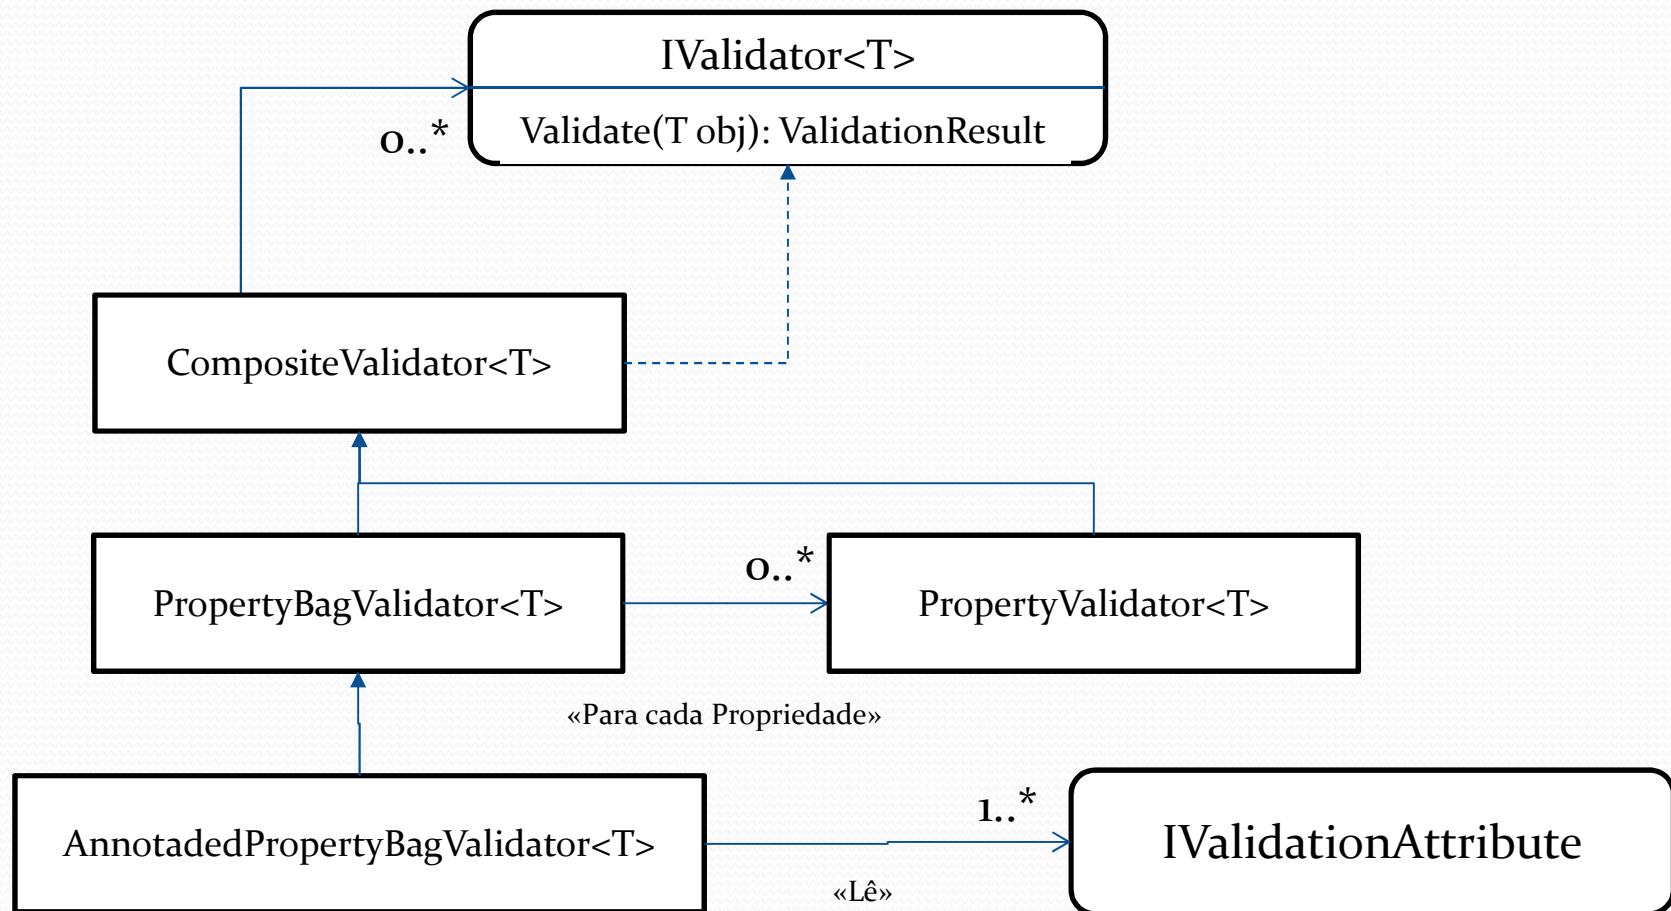 IValidator<T>
0..*
Validate(T obj): ValidationResult
CompositeValidator<T>
0..*
PropertyBagValidator<T>
PropertyValidator<T>
«Para cada Propriedade»
1..*
AnnotadedPropertyBagValidator<T>
IValidationAttribute
«Lê»